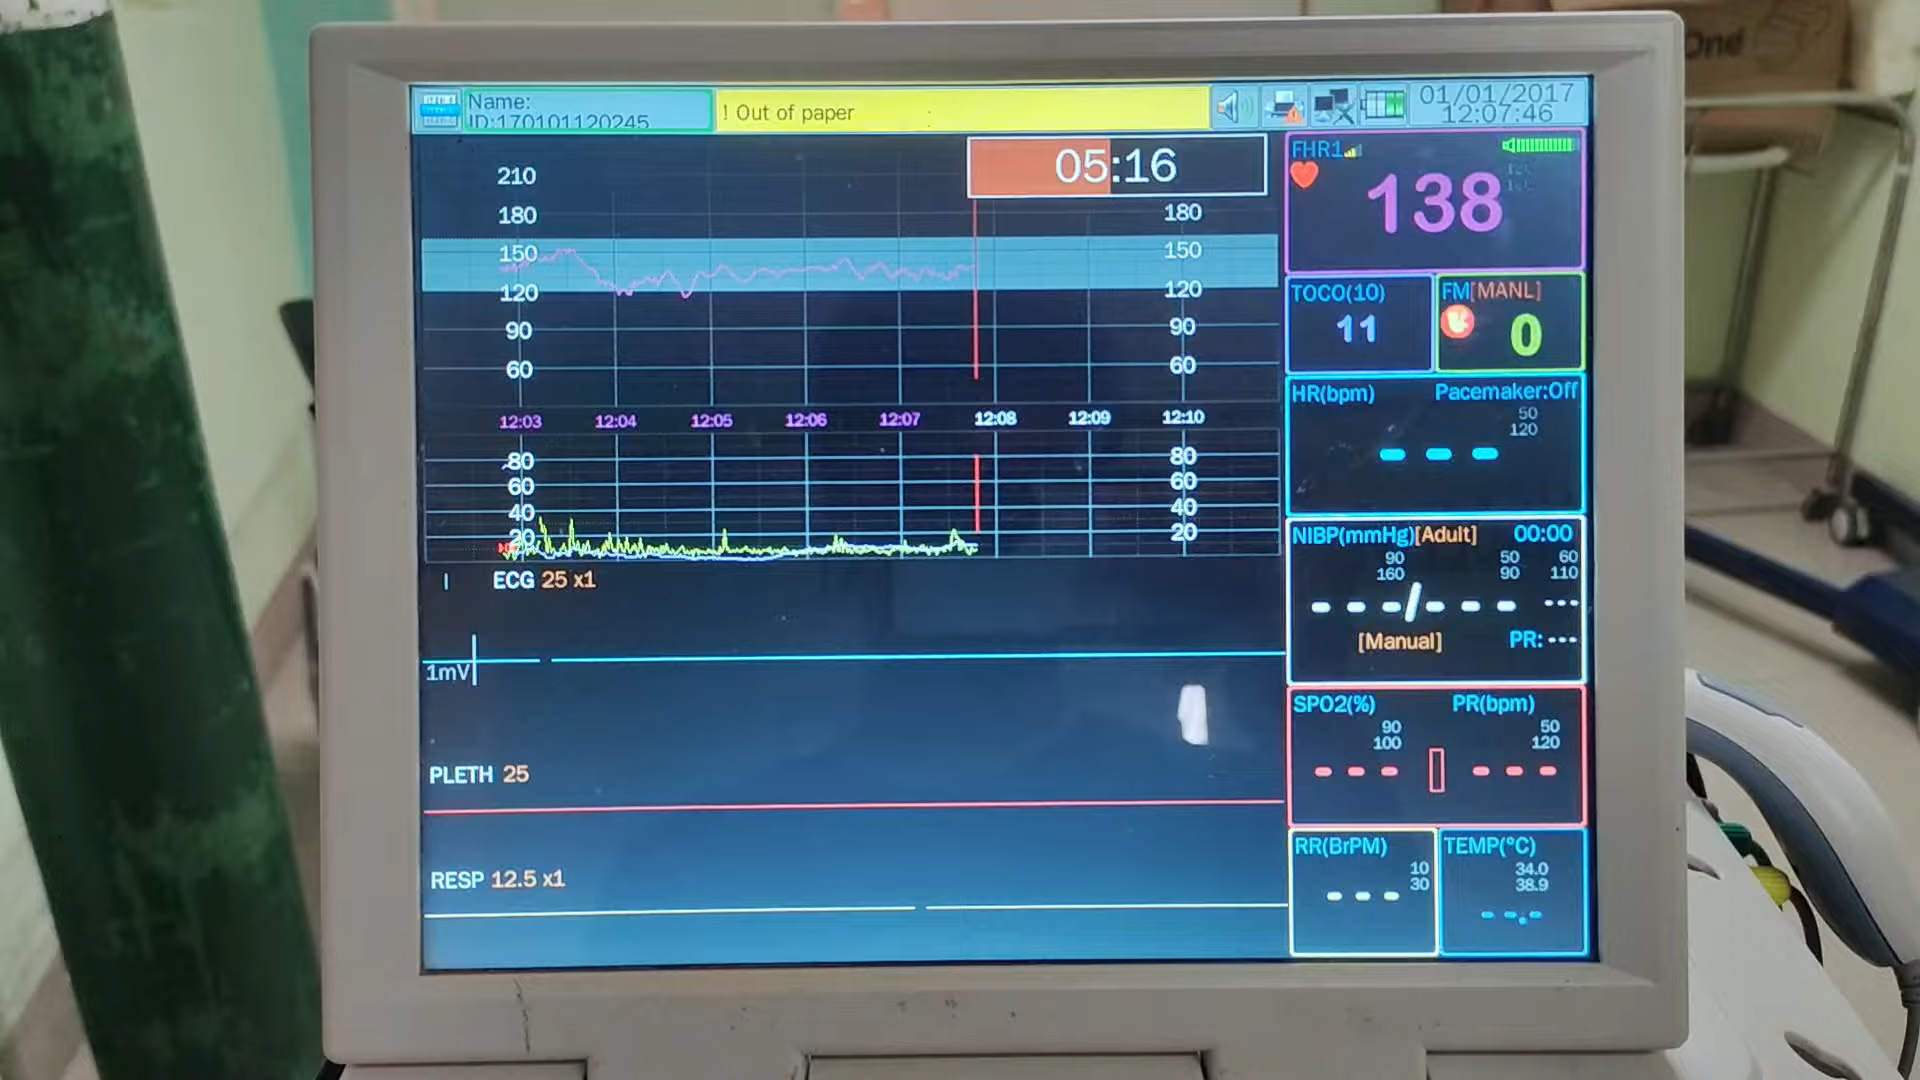 One
Name:
ID:170101120245
! Out of paper
01/01/2017
12:07:46
05:16
210
180
150
120
90
60
180
150
120
90
60
12:03 12:04 12:05 12:06 12:07 12:08 12:09 12:10
80
60
40
20
80
60
40
20
I ECG 25 x1
1mV
PLETH 25
RESP 12.5 x1
FHR1
138
TOCO(10)
11
FM[MANL]
0
HR(bpm) Pacemaker:Off
50
120
- - -
NIBP(mmHg)[Adult] 00:00
90 50 60
160 90 110
- - -/- - - ---
[Manual] PR:---
SPO2(%) PR(bpm)
90 50
100 120
- - - - - -
RR(BrPM)
10
30
- - -
TEMP(°C)
34.0
38.9
- -.-